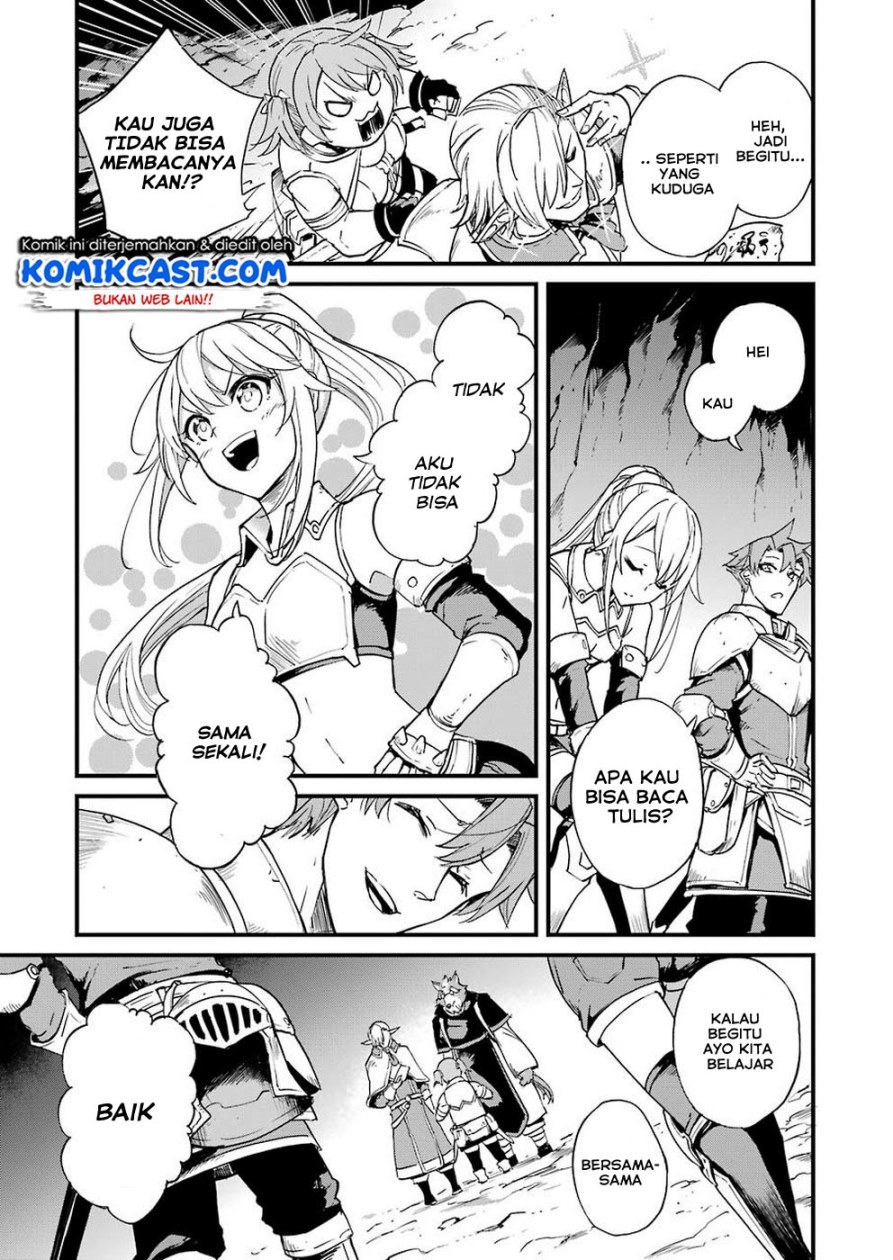 HEH,
JADI
BEGITU...
.. SEPERTI
YANG
KUDUGA
KAU JUGA
TIDAK BISA
MEMBACANYA
KAN!?
Komik ini diterjemahkan & diedit oleh
KOMIKCAST.COM
BUKAN WEB LAIN!!
HEI
KAU
APA KAU
BISA BACA
TULIS?
TIDAK
AKU
TIDAK
BISA
SAMA
SEKALI!
KALAU
BEGITU
AYO KITA
BELAJAR
BERSAMA-
SAMA
BAIK